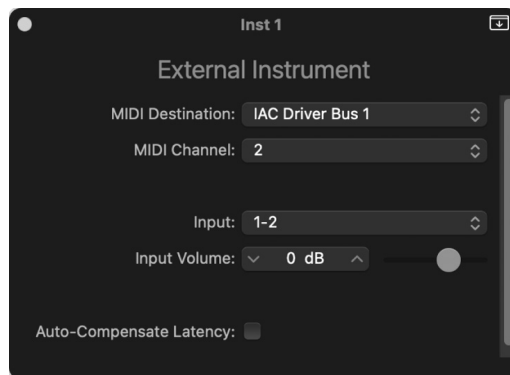 Inst 1
External Instrument
MIDI Destination: IAC Driver Bus 1
MIDI Channel: 2
Input: 1-2
Input Volume: 0 dB
Auto-Compensate Latency: